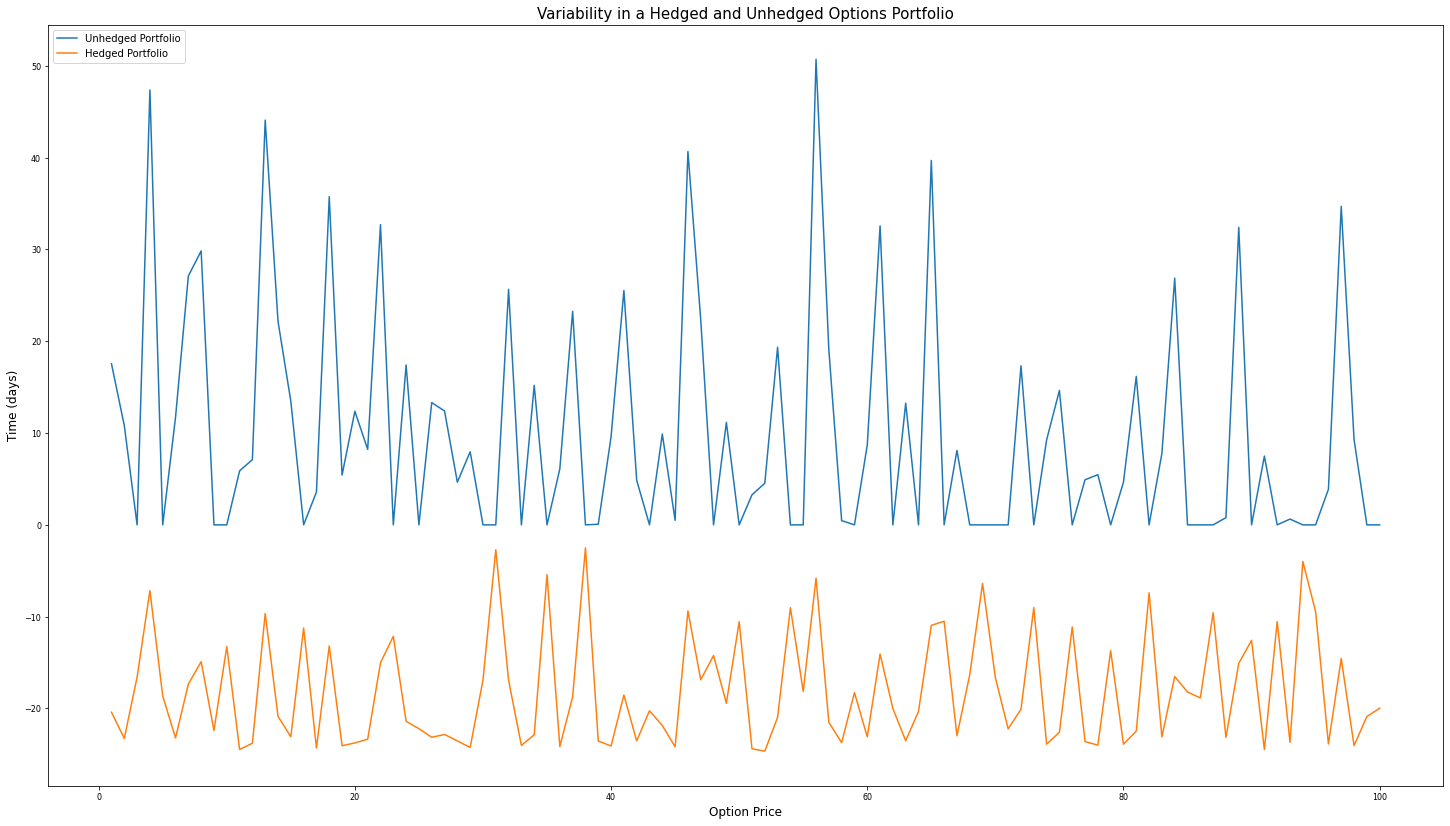 Variability in a Hedged and Unhedged Options Portfolio
Unhedged Portfolio
Hedged Portfolio
Time (days)
50
40
30
20
10
0
−10
−20
0 20 40 60 80 100
Option Price